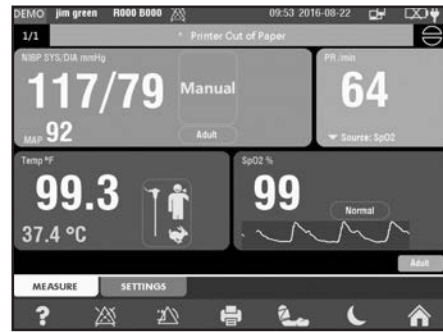 DEMO jim green R000 B000 09:53 2016-08-22
1/1 * Printer Out of Paper
NIBP SYS/DIA mmHg
117/79
Manual
MAP 92
Adult
PR /min
64
Source: SpO2
Temp °F
99.3
37.4 °C
SpO2 %
99
Normal
Adult
MEASURE SETTINGS
?